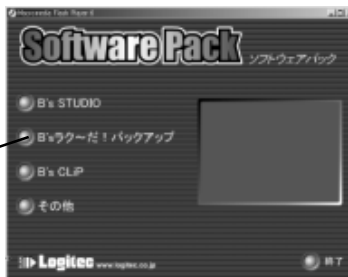 Macromedia Flash Player 6
Software Pack ソフトウェアパック
B's STUDIO
B'sラク～だ！バックアップ
B's CLiP
その他
Logitec www.logitec.co.jp
終了